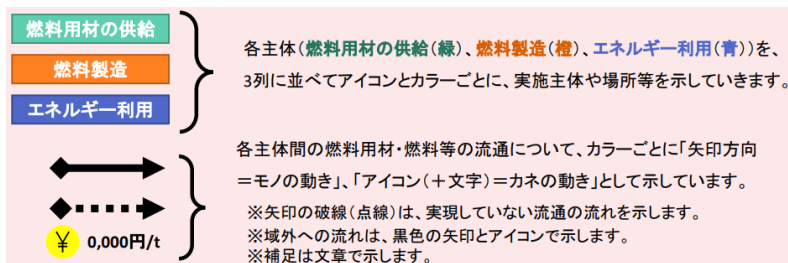 燃料用材の供給
燃料製造
エネルギー利用
各主体(燃料用材の供給(緑)、燃料製造(橙)、エネルギー利用(青))を、
3列に並べてアイコンとカラーごとに、実施主体や場所等を示していきます。
各主体間の燃料用材・燃料等の流通について、カラーごとに「矢印方向
=モノの動き」、「アイコン(+文字)=カネの動き」として示しています。
※矢印の破線(点線)は、実現していない流通の流れを示します。
※域外への流れは、黒色の矢印とアイコンで示します。
※補足は文章で示します。
¥ 0,000円/t